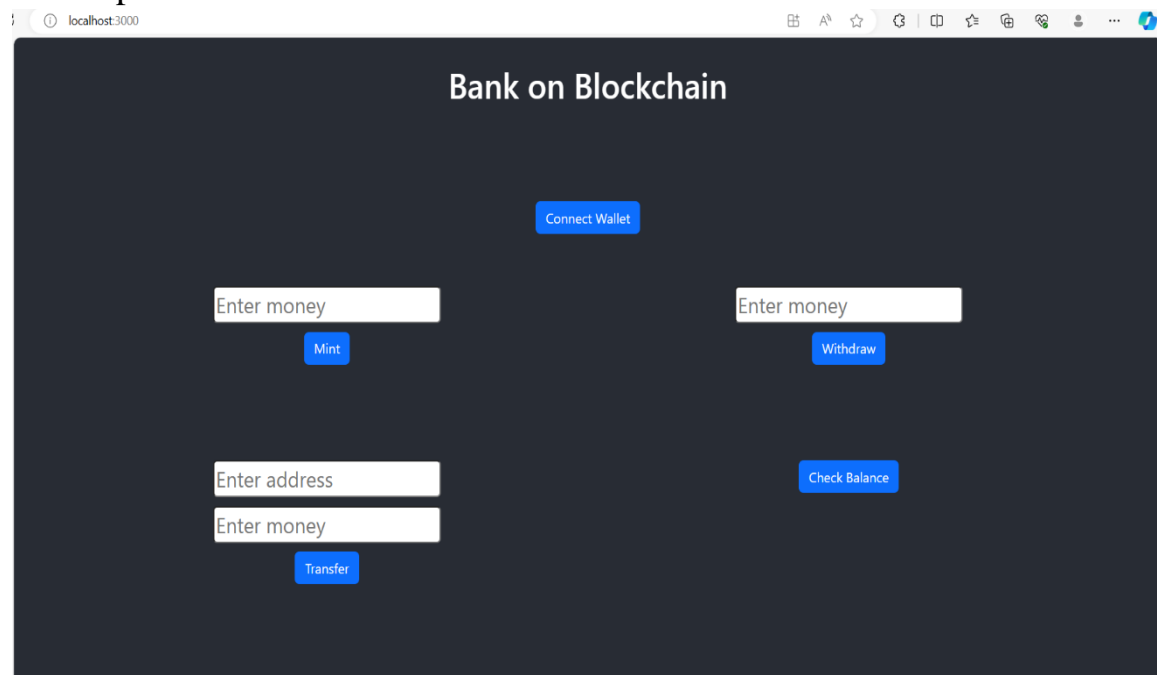 localhost:3000
Bank on Blockchain
Connect Wallet
Enter money
Enter money
Mint
Withdraw
Enter address
Check Balance
Enter money
Transfer